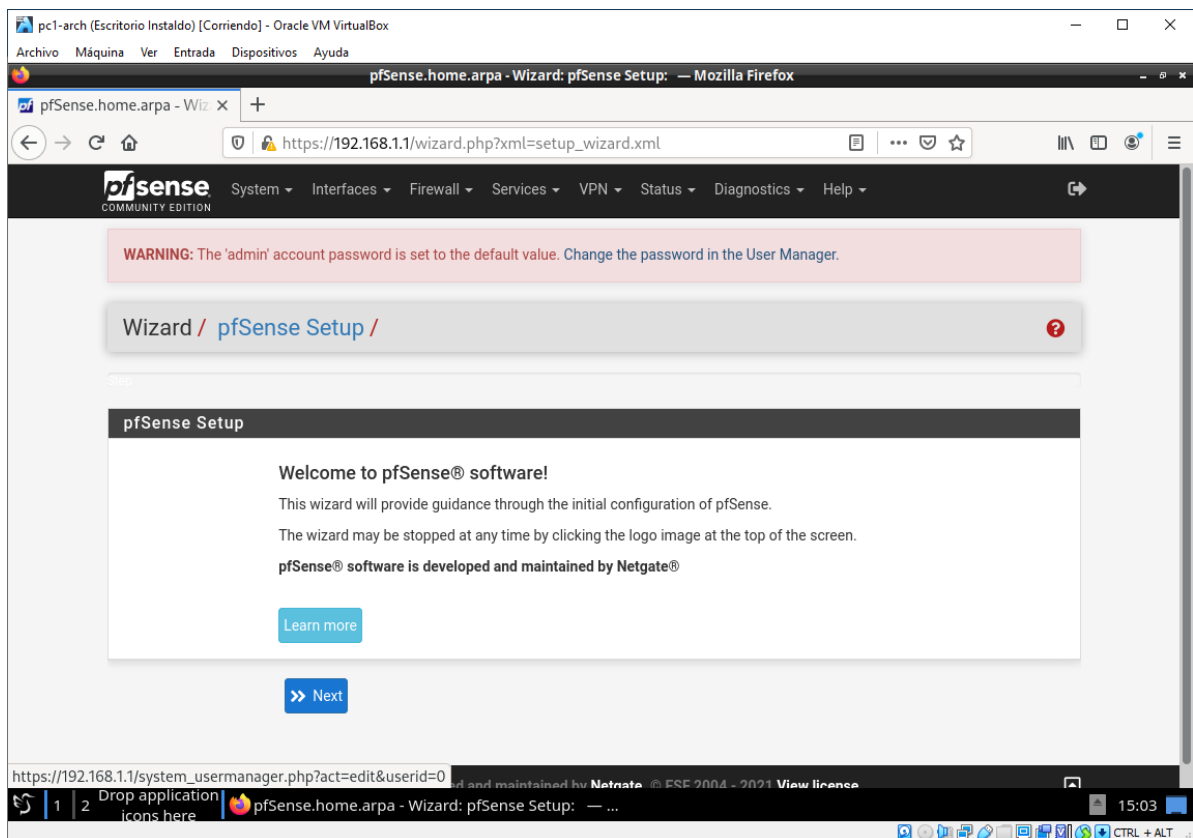 pc1-arch (Escritorio Instaldo) [Corriendo] - Oracle VM VirtualBox
Archivo Máquina Ver Entrada Dispositivos Ayuda
pfSense.home.arpa - Wizard: pfSense Setup: — Mozilla Firefox
pfSense.home.arpa - Wiz
https://192.168.1.1/wizard.php?xml=setup_wizard.xml
pfsense
COMMUNITY EDITION
System Interfaces Firewall Services VPN Status Diagnostics Help
WARNING: The 'admin' account password is set to the default value. Change the password in the User Manager.
Wizard / pfSense Setup /
Step
pfSense Setup
Welcome to pfSense® software!
This wizard will provide guidance through the initial configuration of pfSense.
The wizard may be stopped at any time by clicking the logo image at the top of the screen.
pfSense® software is developed and maintained by Netgate®
Learn more
Next
https://192.168.1.1/system_usermanager.php?act=edit&userid=0
and maintained by Netgate. © ESF 2004 - 2021 View license
1 2 Drop application
icons here
pfSense.home.arpa - Wizard: pfSense Setup: — ...
15:03
CTRL + ALT